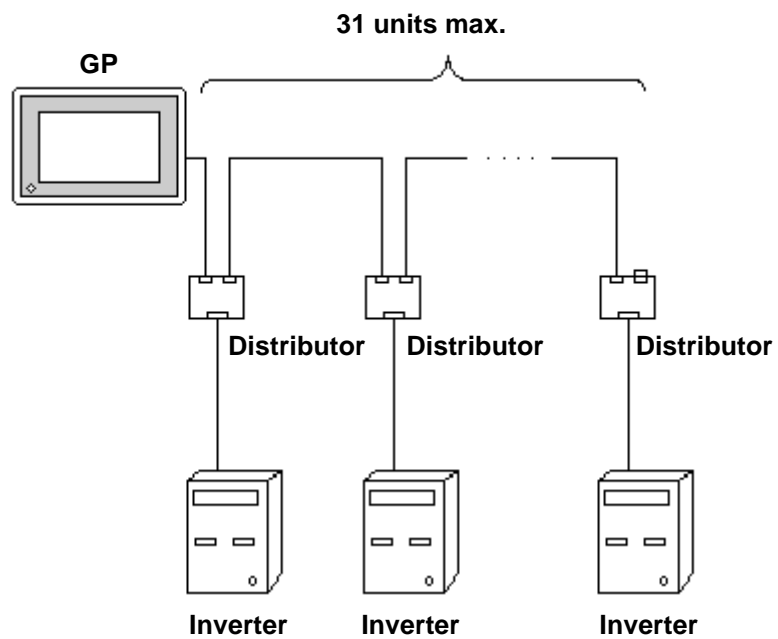 31 units max.
GP
Distributor
Distributor
Distributor
Inverter
Inverter
Inverter